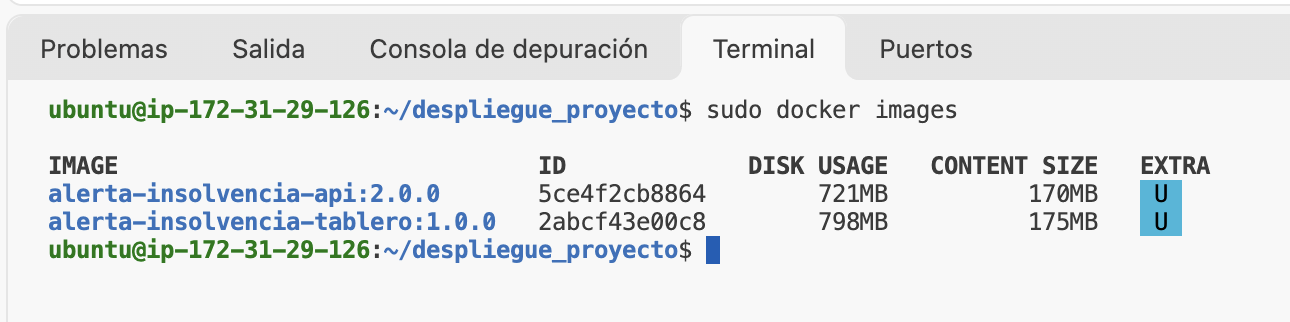 Problemas Salida Consola de depuración Terminal Puertos
ubuntu@ip-172-31-29-126:~/despliegue_proyecto$ sudo docker images
IMAGE ID DISK USAGE CONTENT SIZE EXTRA
alerta-insolvencia-api:2.0.0 5ce4f2cb8864 721MB 170MB U
alerta-insolvencia-tablero:1.0.0 2abcf43e00c8 798MB 175MB U
ubuntu@ip-172-31-29-126:~/despliegue_proyecto$